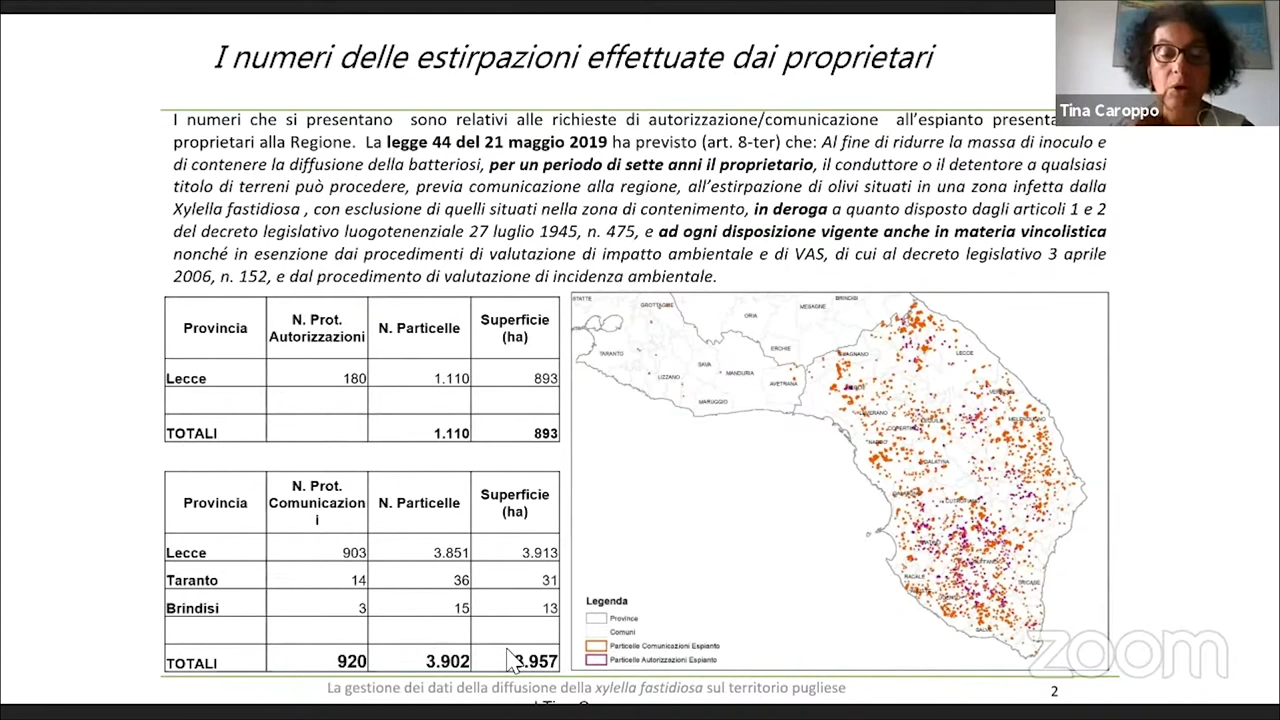 I numeri delle estirpazioni effettuate dai proprietari
Tina Caroppo
I numeri che si presentano sono relativi alle richieste di autorizzazione/comunicazione all'espianto
proprietari alla Regione. La legge 44 del 21 maggio 2019 ha previsto (art. 8-ter) che: Al fine di ridurre la massa di inoculo e
di contenere la diffusione della batteriosi, per un periodo di sette anni il proprietario, il conduttore o il detentore a qualsiasi
titolo di terreni può procedere, previa comunicazione alla regione, all'estirpazione di olivi situati in una zona infetta dalla
Xylella fastidiosa , con esclusione di quelli situati nella zona di contenimento, in deroga a quanto disposto dagli articoli 1 e 2
del decreto legislativo luogotenenziale 27 luglio 1945, n. 475, e ad ogni disposizione vigente anche in materia vincolistica
nonché in esenzione dai procedimenti di valutazione di impatto ambientale e di VAS, di cui al decreto legislativo 3 aprile
2006, n. 152, e dal procedimento di valutazione di incidenza ambientale.
Provincia N. Prot. Autorizzazioni N. Particelle Superficie (ha)
Lecce 180 1.110 893
TOTALI 1.110 893
Provincia N. Prot. Comunicazioni N. Particelle Superficie (ha)
Lecce 903 3.851 3.913
Taranto 14 36 31
Brindisi 3 15 13
TOTALI 920 3.902 3.957
GROTTAGLIE
ORIA
MESAGNE
BRINDISI
TARANTO
ERCHIE
SAVA
LIZZANO
MANDURIA
AVETRANA
MARUGGIO
LECCE
MELENDUGNO
COPERTINO
NARDO
GALATINA
RACALE
TRICASE
SALVE
Legenda
Province
Comuni
Particelle Comunicazioni Espianto
Particelle Autorizzazioni Espianto
zoom
La gestione dei dati della diffusione della xylella fastidiosa sul territorio pugliese
2